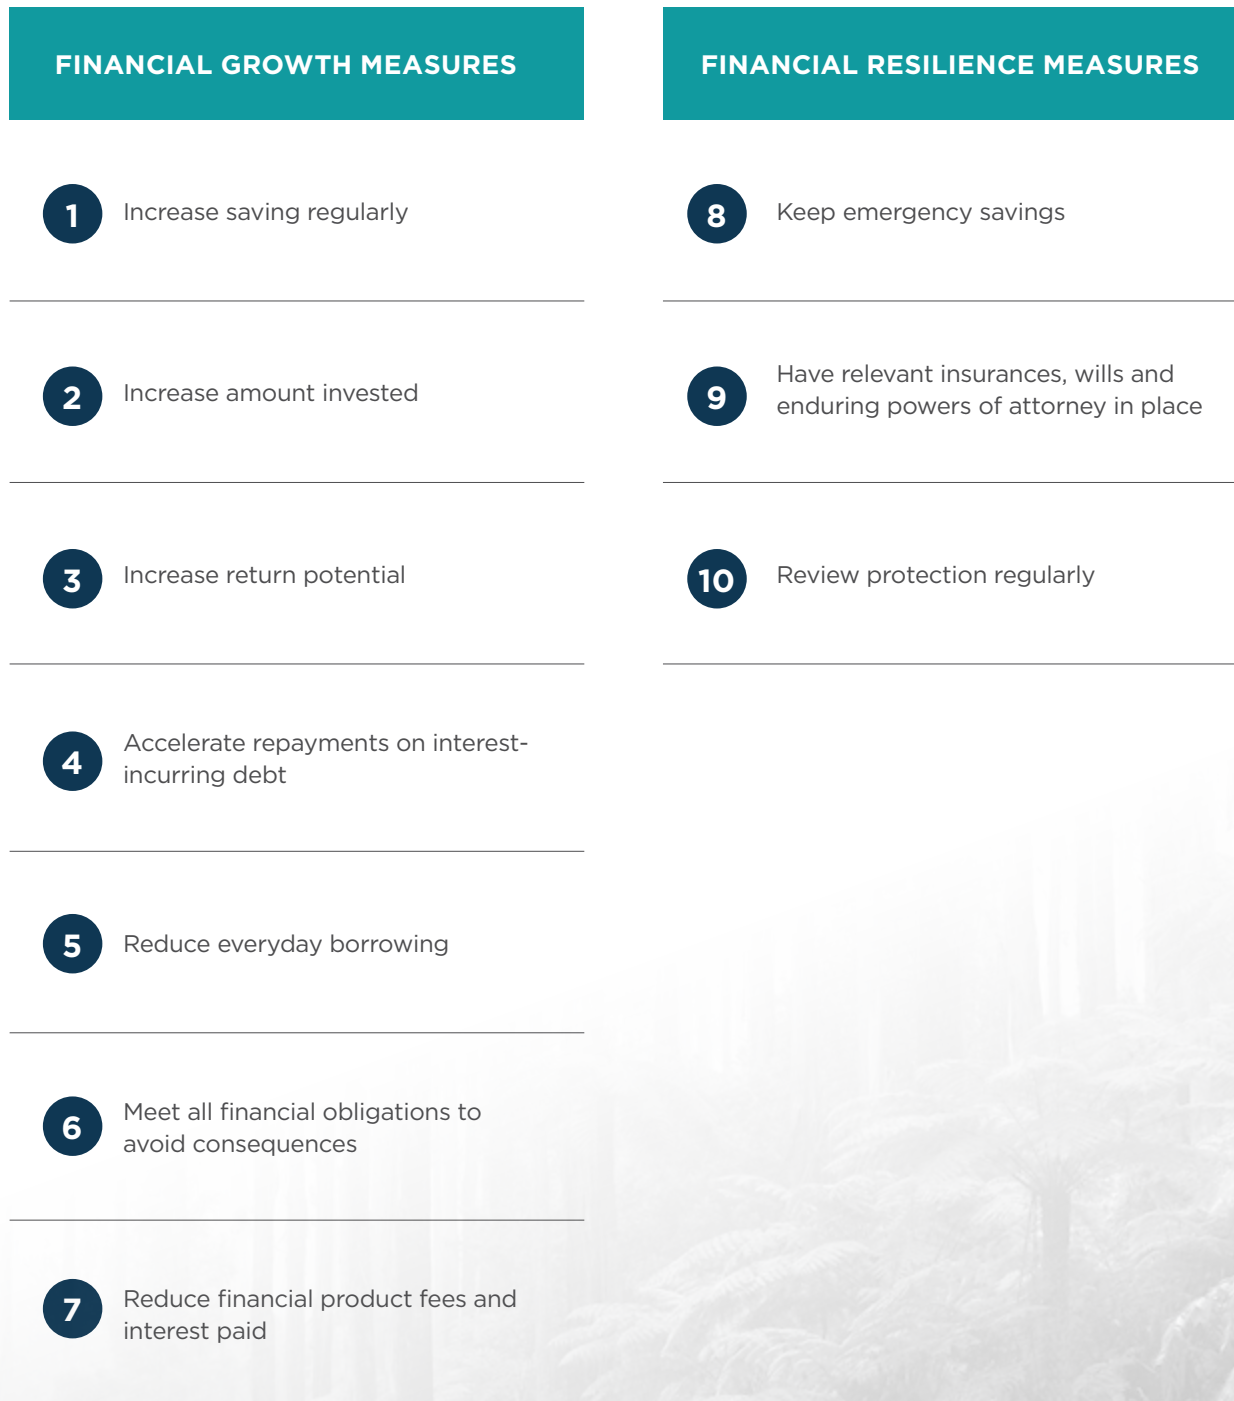 FINANCIAL GROWTH MEASURES
1 Increase saving regularly
2 Increase amount invested
3 Increase return potential
4 Accelerate repayments on interest-
incurring debt
5 Reduce everyday borrowing
6 Meet all financial obligations to
avoid consequences
7 Reduce financial product fees and
interest paid
FINANCIAL RESILIENCE MEASURES
8 Keep emergency savings
9 Have relevant insurances, wills and
enduring powers of attorney in place
10 Review protection regularly